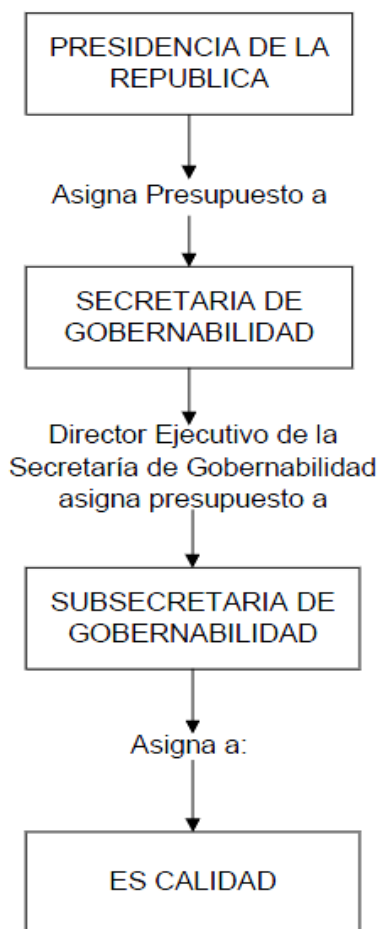 PRESIDENCIA DE LA
REPUBLICA
Asigna Presupuesto a
SECRETARIA DE
GOBERNABILIDAD
Director Ejecutivo de la
Secretaría de Gobernabilidad
asigna presupuesto a
SUBSECRETARIA DE
GOBERNABILIDAD
Asigna a:
ES CALIDAD